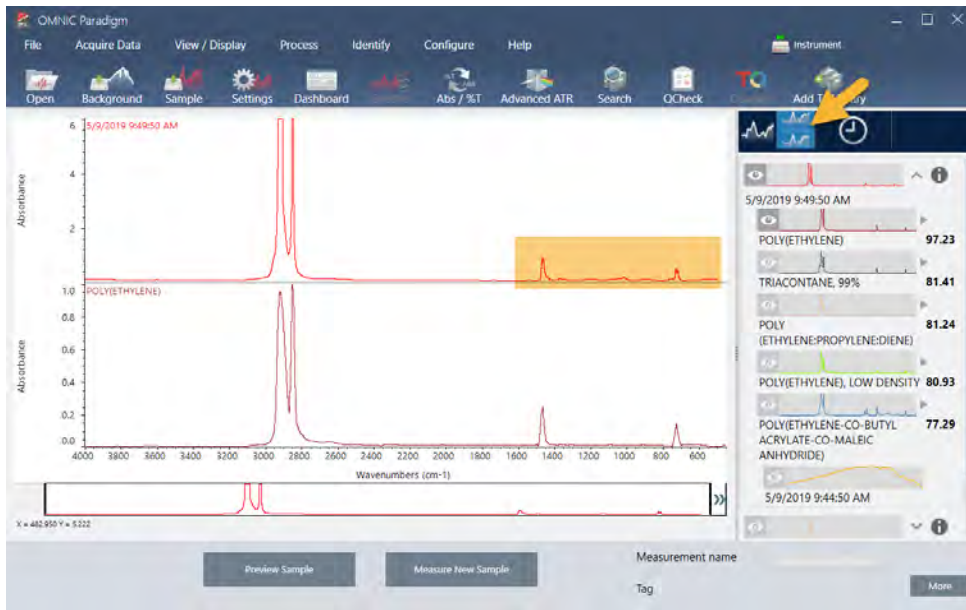 OMNIC Paradigm
File Acquire Data View / Display Process Identify Configure Help Instrument
Open Background Sample Settings Dashboard Abs / %T Advanced ATR Search QCheck Add T
6 5/9/2019 9:49:50 AM
4
2
Absorbance
1.0 POLY(ETHYLENE)
0.8
0.6
0.4
0.2
0.0
Absorbance
4000 3800 3600 3400 3200 3000 2800 2600 2400 2200 2000 1800 1600 1400 1200 1000 800 600
Wavenumbers (cm-1)
X = 482.950 Y = 5.222
5/9/2019 9:49:50 AM
POLY(ETHYLENE) 97.23
TRIACONTANE, 99% 81.41
POLY 81.24
(ETHYLENE:PROPYLENE:DIENE)
POLY(ETHYLENE), LOW DENSITY 80.93
POLY(ETHYLENE-CO-BUTYL 77.29
ACRYLATE-CO-MALEIC
ANHYDRIDE)
5/9/2019 9:44:50 AM
Preview Sample Measure New Sample
Measurement name
Tag
More